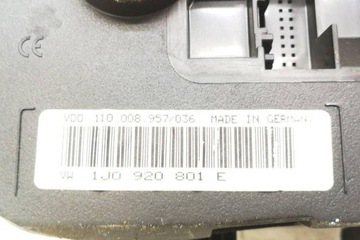 CE
VDO 110.008.957/036 MADE IN GERMANY
VW 1J0 920 801 E